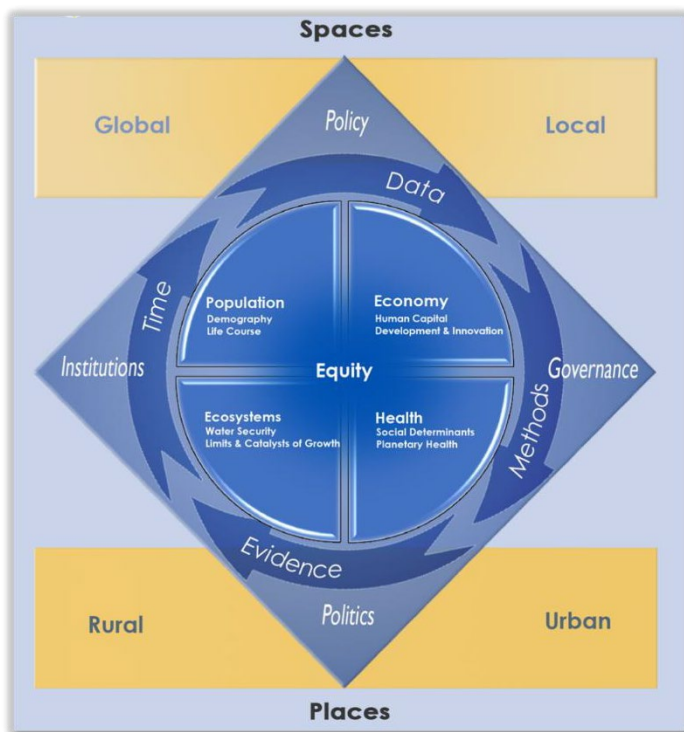 Spaces
Global
Local
Policy
Data
Time
Population
Demography
Life Course
Economy
Human Capital
Development & Innovation
Institutions
Equity
Governance
Ecosystems
Water Security
Limits & Catalysts of Growth
Health
Social Determinants
Planetary Health
Methods
Evidence
Politics
Rural
Urban
Places